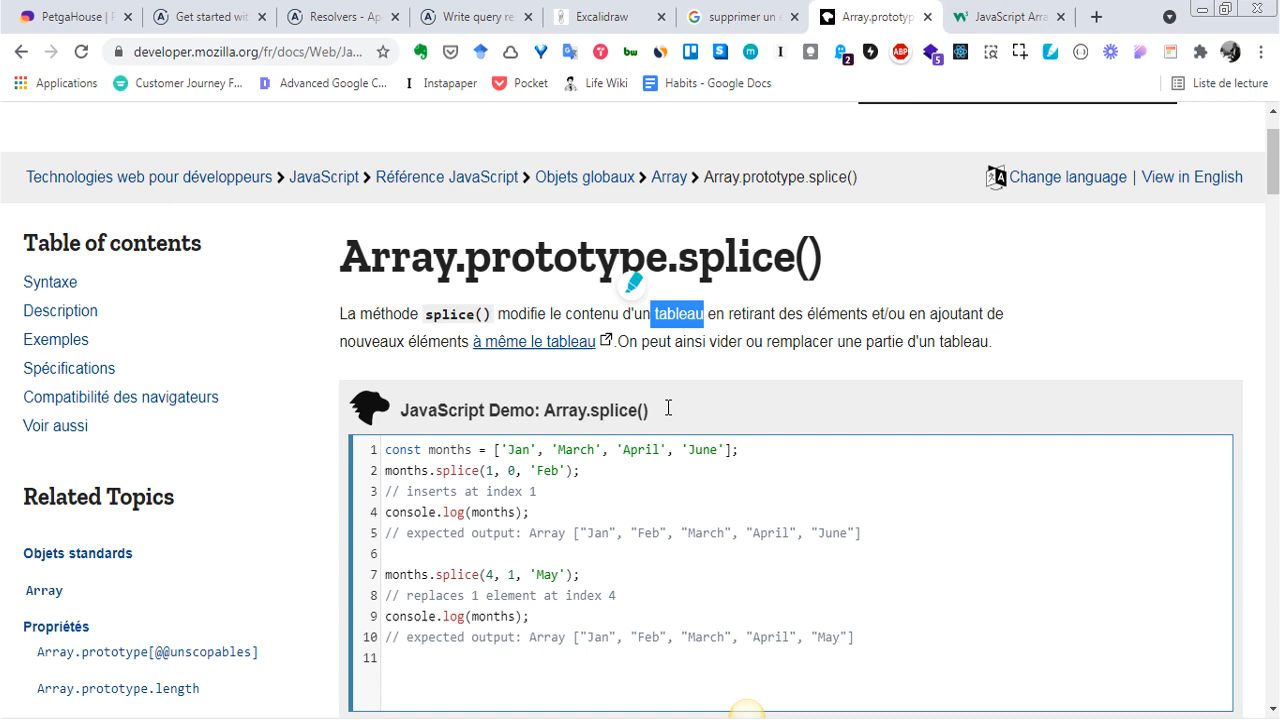 PetgaHouse | F
Get started wit
Resolvers - Ap
Write query re
Excalidraw
supprimer un é
Array.prototyp
JavaScript Arra
developer.mozilla.org/fr/docs/Web/Ja...
Applications
Customer Journey F...
Advanced Google C...
Instapaper
Pocket
Life Wiki
Habits - Google Docs
Liste de lecture
Technologies web pour développeurs
JavaScript
Référence JavaScript
Objets globaux
Array
Array.prototype.splice()
Change language | View in English
Table of contents
Syntaxe
Description
Exemples
Spécifications
Compatibilité des navigateurs
Voir aussi
Related Topics
Objets standards
Array
Propriétés
Array.prototype[@@unscopables]
Array.prototype.length
Array.prototype.splice()
La méthode splice() modifie le contenu d'un tableau en retirant des éléments et/ou en ajoutant de
nouveaux éléments à même le tableau .On peut ainsi vider ou remplacer une partie d'un tableau.
JavaScript Demo: Array.splice()
1 const months = ['Jan', 'March', 'April', 'June'];
2 months.splice(1, 0, 'Feb');
3 // inserts at index 1
4 console.log(months);
5 // expected output: Array ["Jan", "Feb", "March", "April", "June"]
6
7 months.splice(4, 1, 'May');
8 // replaces 1 element at index 4
9 console.log(months);
10 // expected output: Array ["Jan", "Feb", "March", "April", "May"]
11